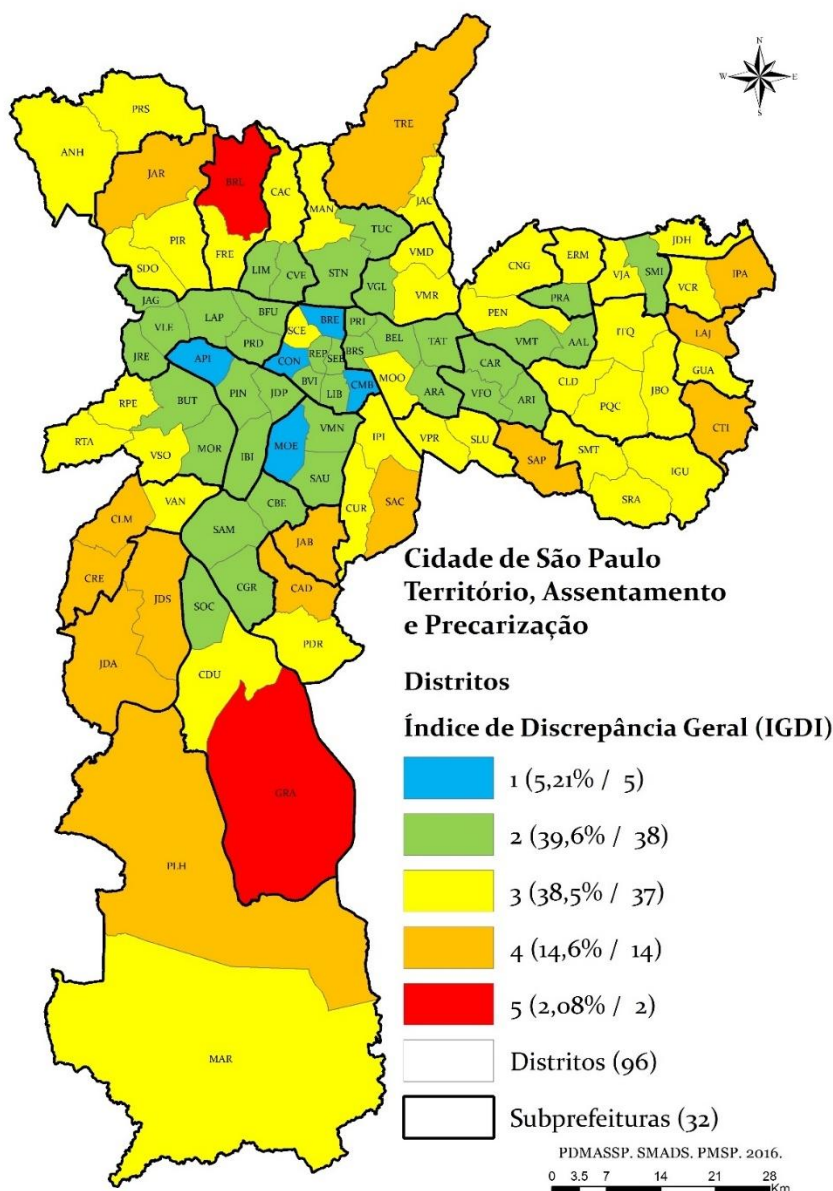 N
W E
S
PRS
ANH
TRE
JAR
BRL
CAC
MAN
JAC
PIR
FRE
SDO
TUC
LIM
CVE
STN
VMD
VGL
VMR
CNG
ERM
VJA
SMI
JDH
VCR
IPA
JAG
LAP
BFU
VLE
JRE
PRD
SCE
BRE
PRI
PEN
PRA
ITQ
LAJ
API
CON
REP
SEE
BRS
BEL
TAT
VMT
AAL
GUA
BVI
LIB
CMB
MOO
CAR
CLD
RPE
BUT
PIN
JDP
ARA
VFO
ARI
PQC
JBO
CTI
RTA
VSO
MOR
IBI
MOE
VMN
IPI
VPR
SLU
SAP
SMT
IGU
SAU
SRA
VAN
CBE
CUR
SAC
CLM
SAM
JAB
CRE
JDS
SOC
CGR
CAD
JDA
CDU
PDR
GRA
PLH
MAR
Cidade de São Paulo
Território, Assentamento
e Precarização
Distritos
Índice de Discrepância Geral (IGDI)
1 (5,21% / 5)
2 (39,6% / 38)
3 (38,5% / 37)
4 (14,6% / 14)
5 (2,08% / 2)
Distritos (96)
Subprefeituras (32)
PDMASSP. SMADS. PMSP. 2016.
0 3.5 7 14 21 28
Km